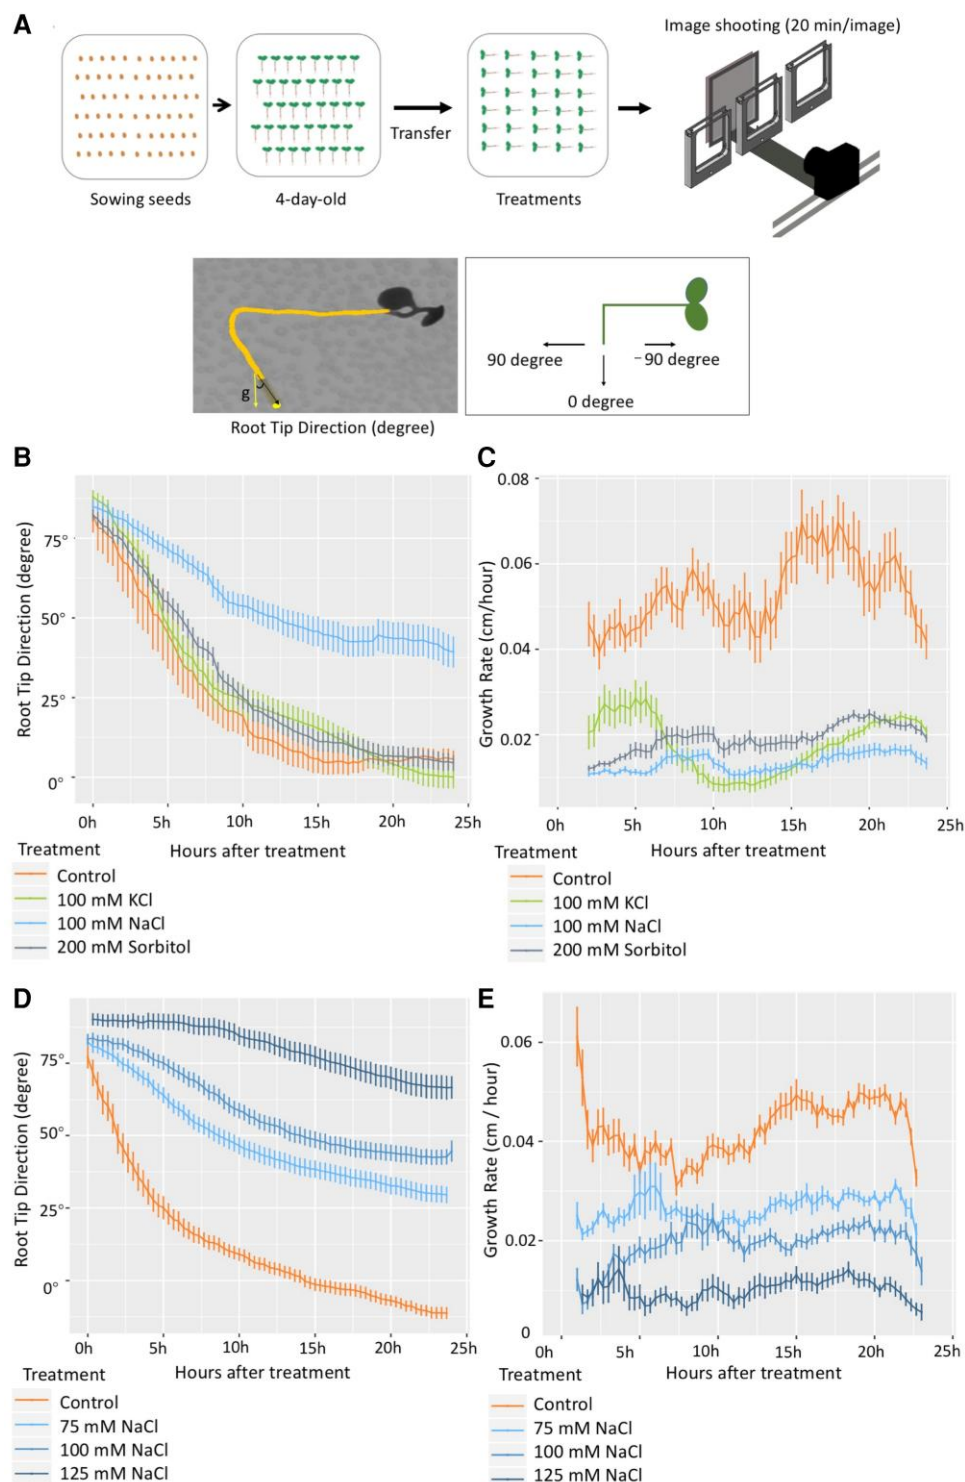 A
Image shooting (20 min/image)
Transfer
Sowing seeds
4-day-old
Treatments
g
Root Tip Direction (degree)
90 degree
−90 degree
0 degree
B
Root Tip Direction (degree)
75°
50°
25°
0°
0h 5h 10h 15h 20h 25h
Hours after treatment
Treatment
Control
100 mM KCl
100 mM NaCl
200 mM Sorbitol
C
Growth Rate (cm/hour)
0.08
0.06
0.04
0.02
0h 5h 10h 15h 20h 25h
Hours after treatment
Treatment
Control
100 mM KCl
100 mM NaCl
200 mM Sorbitol
D
Root Tip Direction (degree)
75°
50°
25°
0°
0h 5h 10h 15h 20h 25h
Hours after treatment
Treatment
Control
75 mM NaCl
100 mM NaCl
125 mM NaCl
E
Growth Rate (cm / hour)
0.06
0.04
0.02
0
0h 5h 10h 15h 20h 25h
Hours after treatment
Treatment
Control
75 mM NaCl
100 mM NaCl
125 mM NaCl